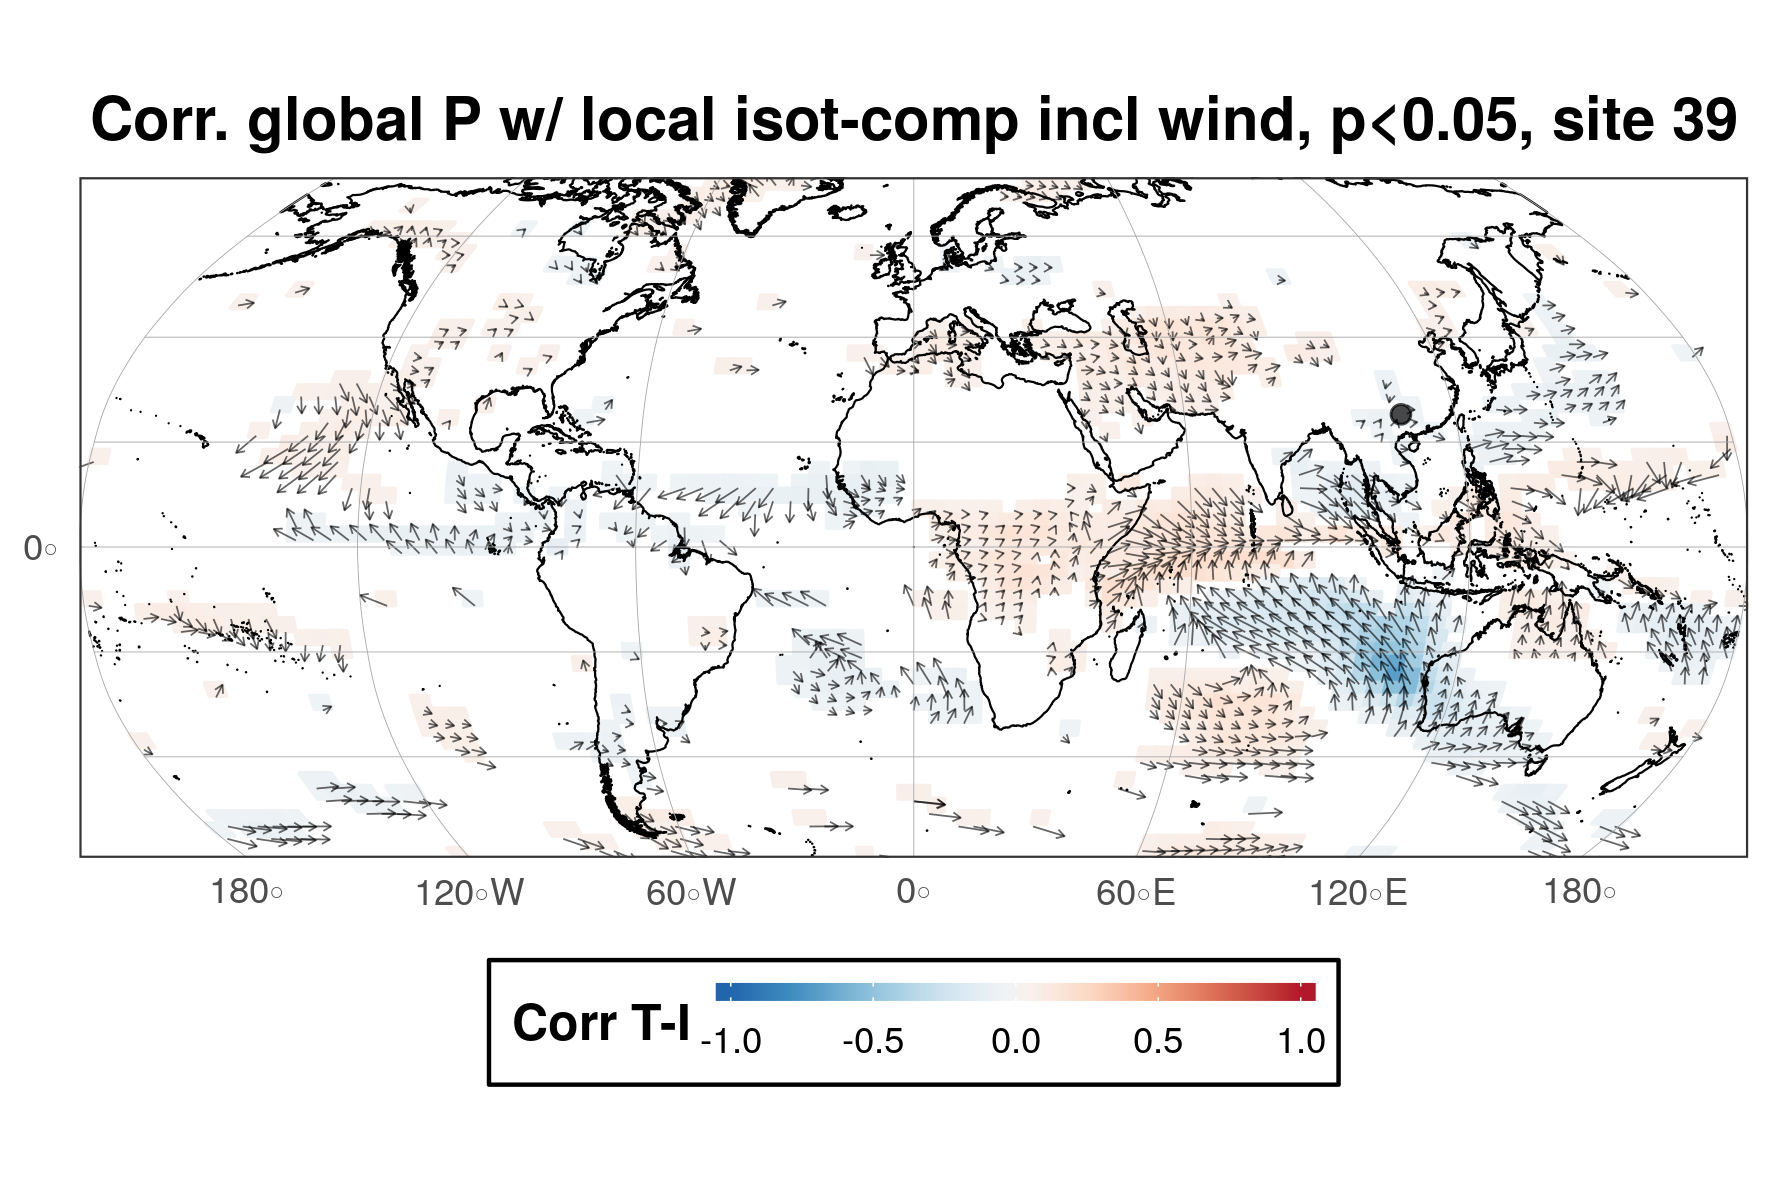 Corr. global P w/ local isot-comp incl wind, p<0.05, site 39
0○
180○ 120○W 60○W 0○ 60○E 120○E 180○
Corr T-I
-1.0 -0.5 0.0 0.5 1.0